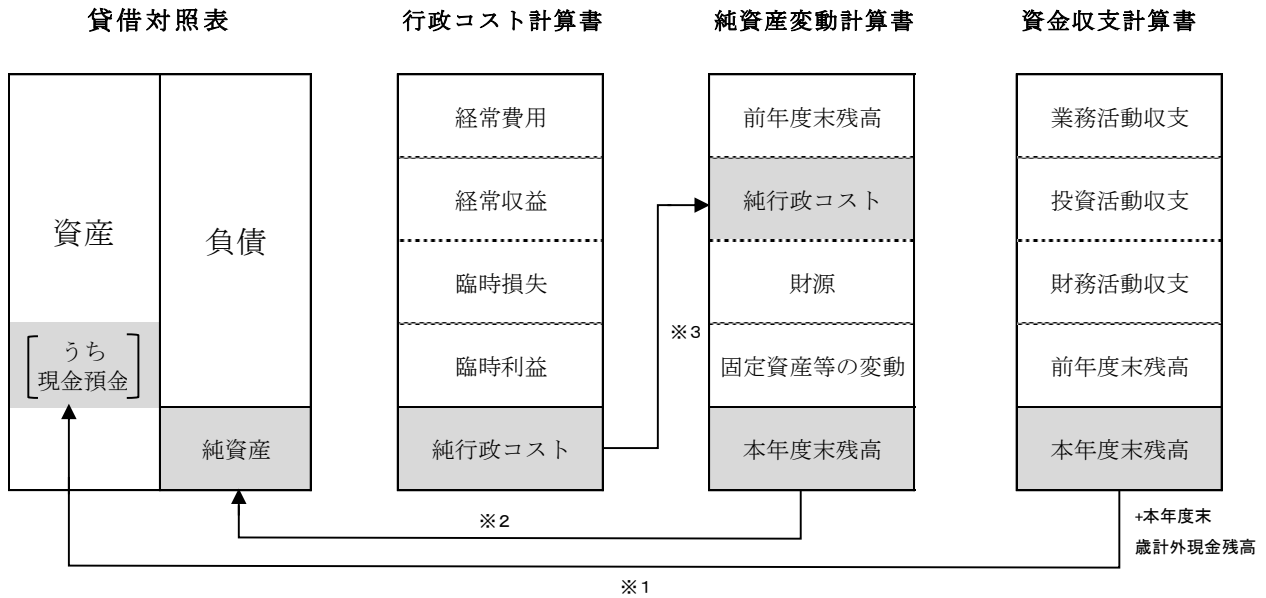 貸借対照表
行政コスト計算書
純資産変動計算書
資金収支計算書
資産
うち
現金預金
負債
純資産
経常費用
経常収益
臨時損失
臨時利益
純行政コスト
※3
前年度末残高
純行政コスト
財源
固定資産等の変動
本年度末残高
業務活動収支
投資活動収支
財務活動収支
前年度末残高
本年度末残高
※2
+本年度末
歳計外現金残高
※1